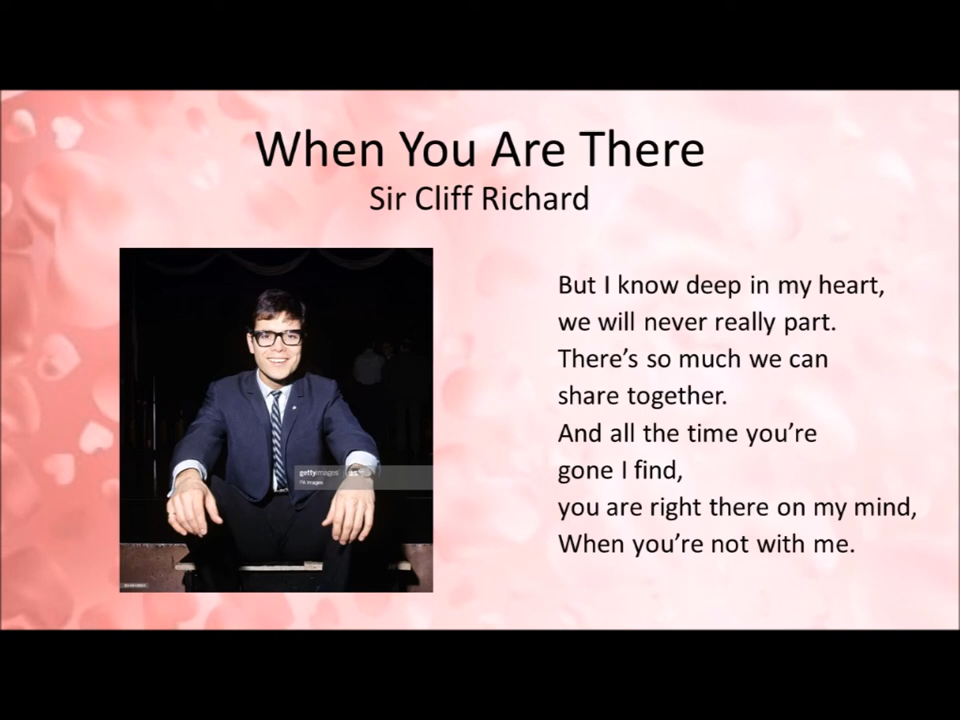 When You Are There
Sir Cliff Richard
But I know deep in my heart,
we will never really part.
There’s so much we can
share together.
And all the time you’re
gone I find,
you are right there on my mind,
When you’re not with me.
gettyimages
PA Images